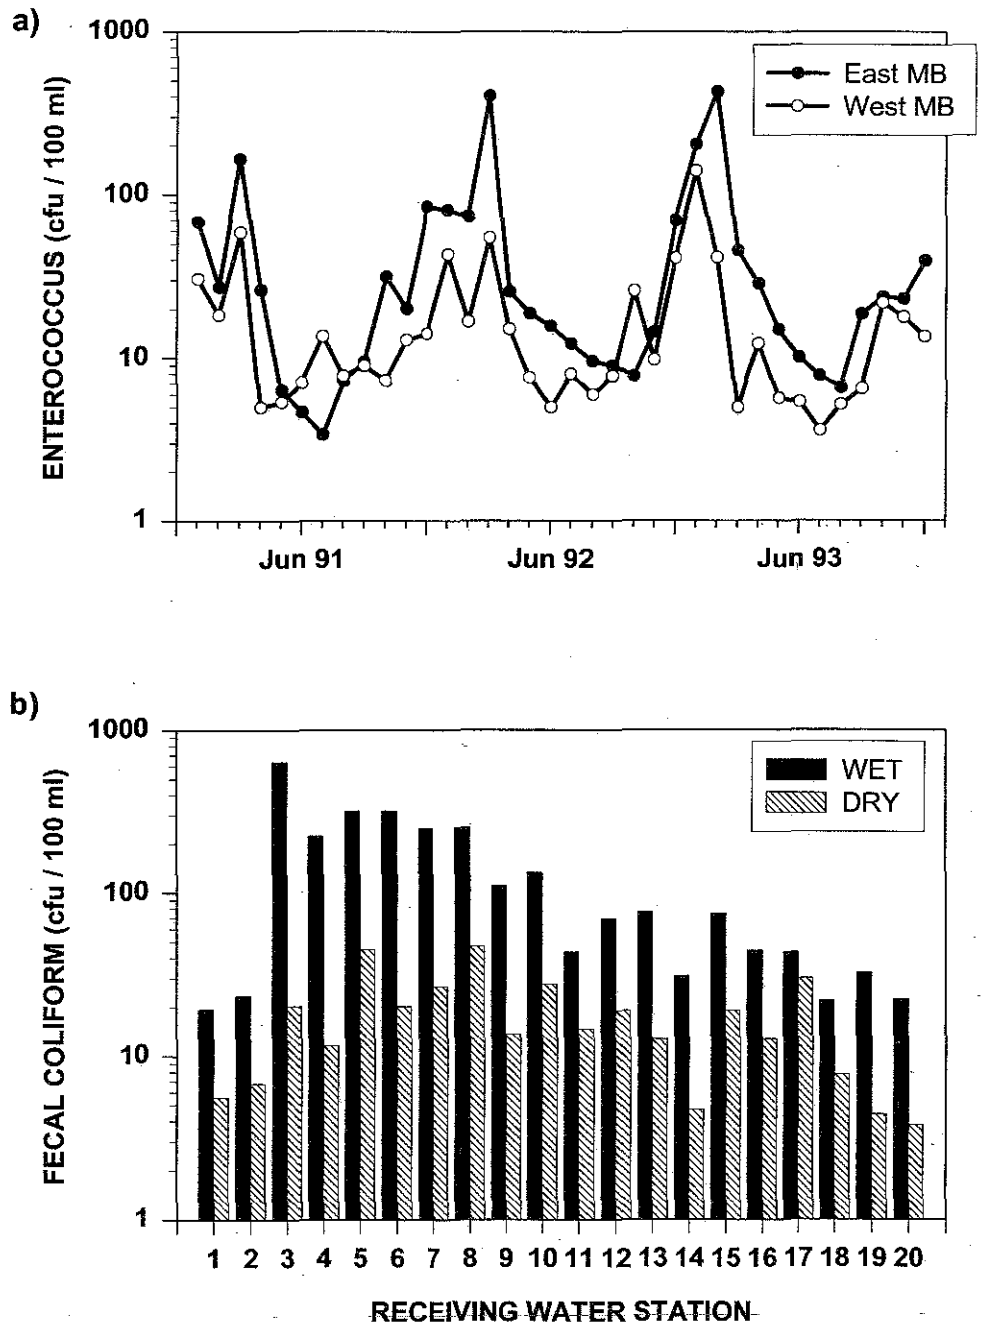 a)
1000
100
10
1
ENTEROCOCCUS (cfu / 100 ml)
East MB
West MB
Jun 91
Jun 92
Jun 93
b)
1000
100
10
1
FECAL COLIFORM (cfu / 100 ml)
WET
DRY
1 2 3 4 5 6 7 8 9 10 11 12 13 14 15 16 17 18 19 20
RECEIVING WATER STATION